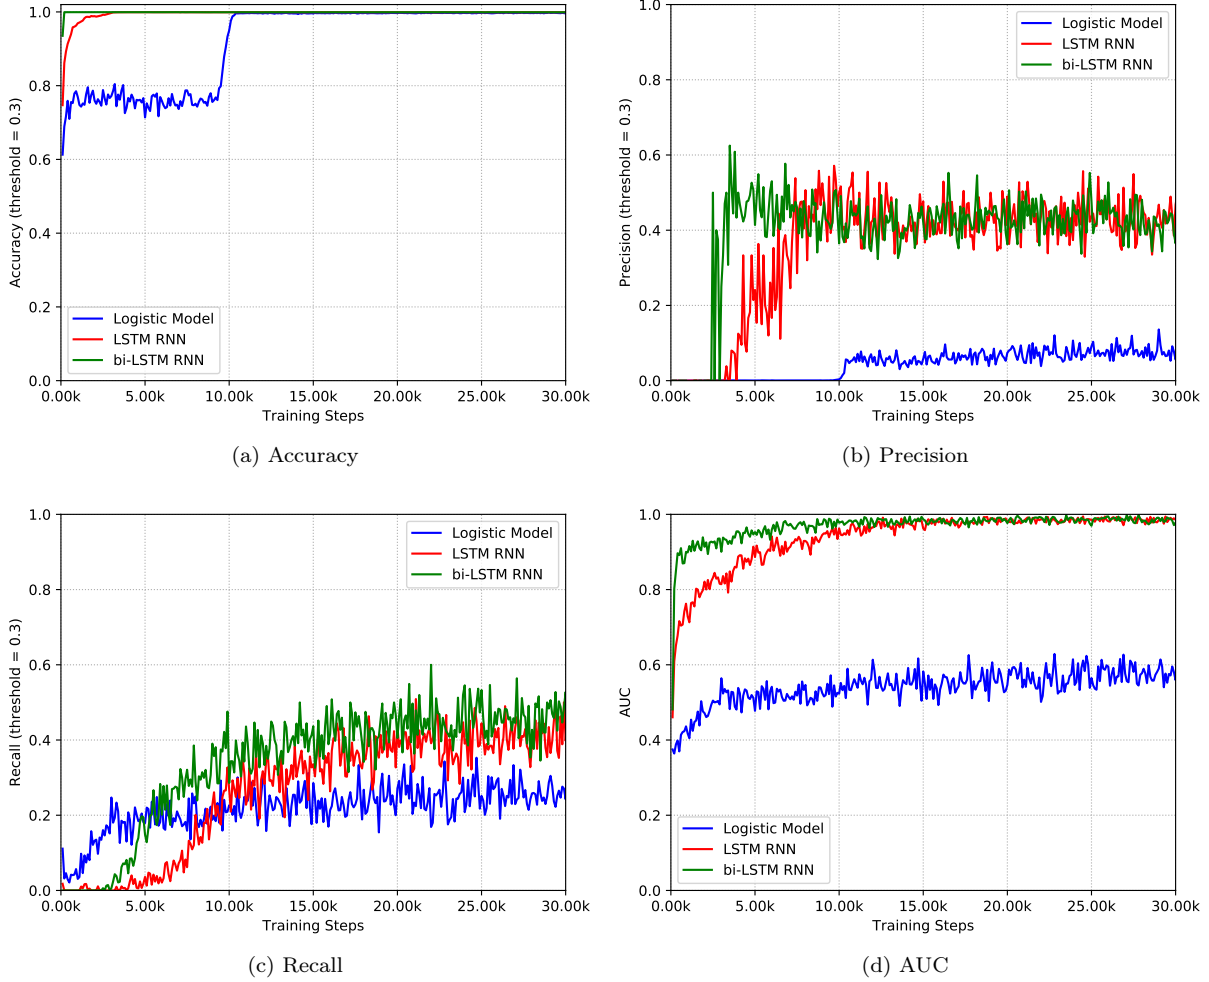 1.0
0.8
0.6
0.4
0.2
0.0
Accuracy (threshold = 0.3)
Logistic Model
LSTM RNN
bi-LSTM RNN
0.00k 5.00k 10.00k 15.00k 20.00k 25.00k 30.00k
Training Steps
(a) Accuracy
1.0
0.8
0.6
0.4
0.2
0.0
Precision (threshold = 0.3)
Logistic Model
LSTM RNN
bi-LSTM RNN
0.00k 5.00k 10.00k 15.00k 20.00k 25.00k 30.00k
Training Steps
(b) Precision
1.0
0.8
0.6
0.4
0.2
0.0
Recall (threshold = 0.3)
Logistic Model
LSTM RNN
bi-LSTM RNN
0.00k 5.00k 10.00k 15.00k 20.00k 25.00k 30.00k
Training Steps
(c) Recall
1.0
0.8
0.6
0.4
0.2
0.0
AUC
Logistic Model
LSTM RNN
bi-LSTM RNN
0.00k 5.00k 10.00k 15.00k 20.00k 25.00k 30.00k
Training Steps
(d) AUC